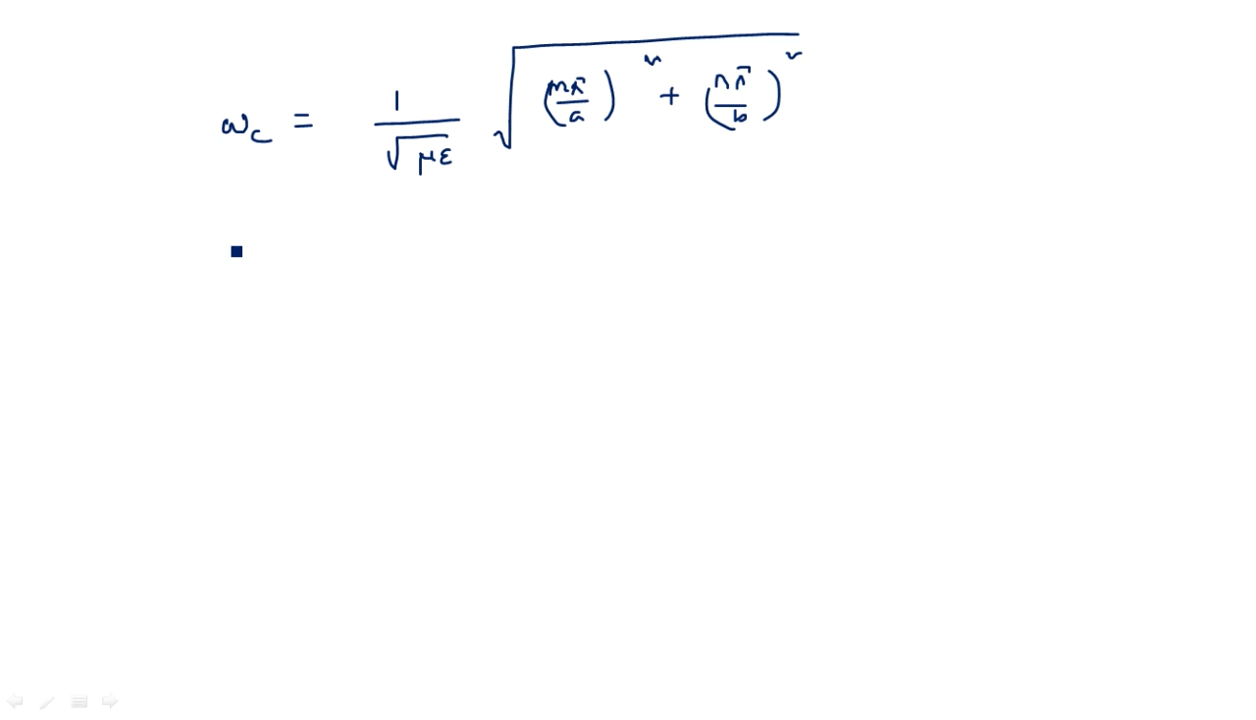 ω_c = 1/√(με) √((mπ/a)² + (nπ/b)²)